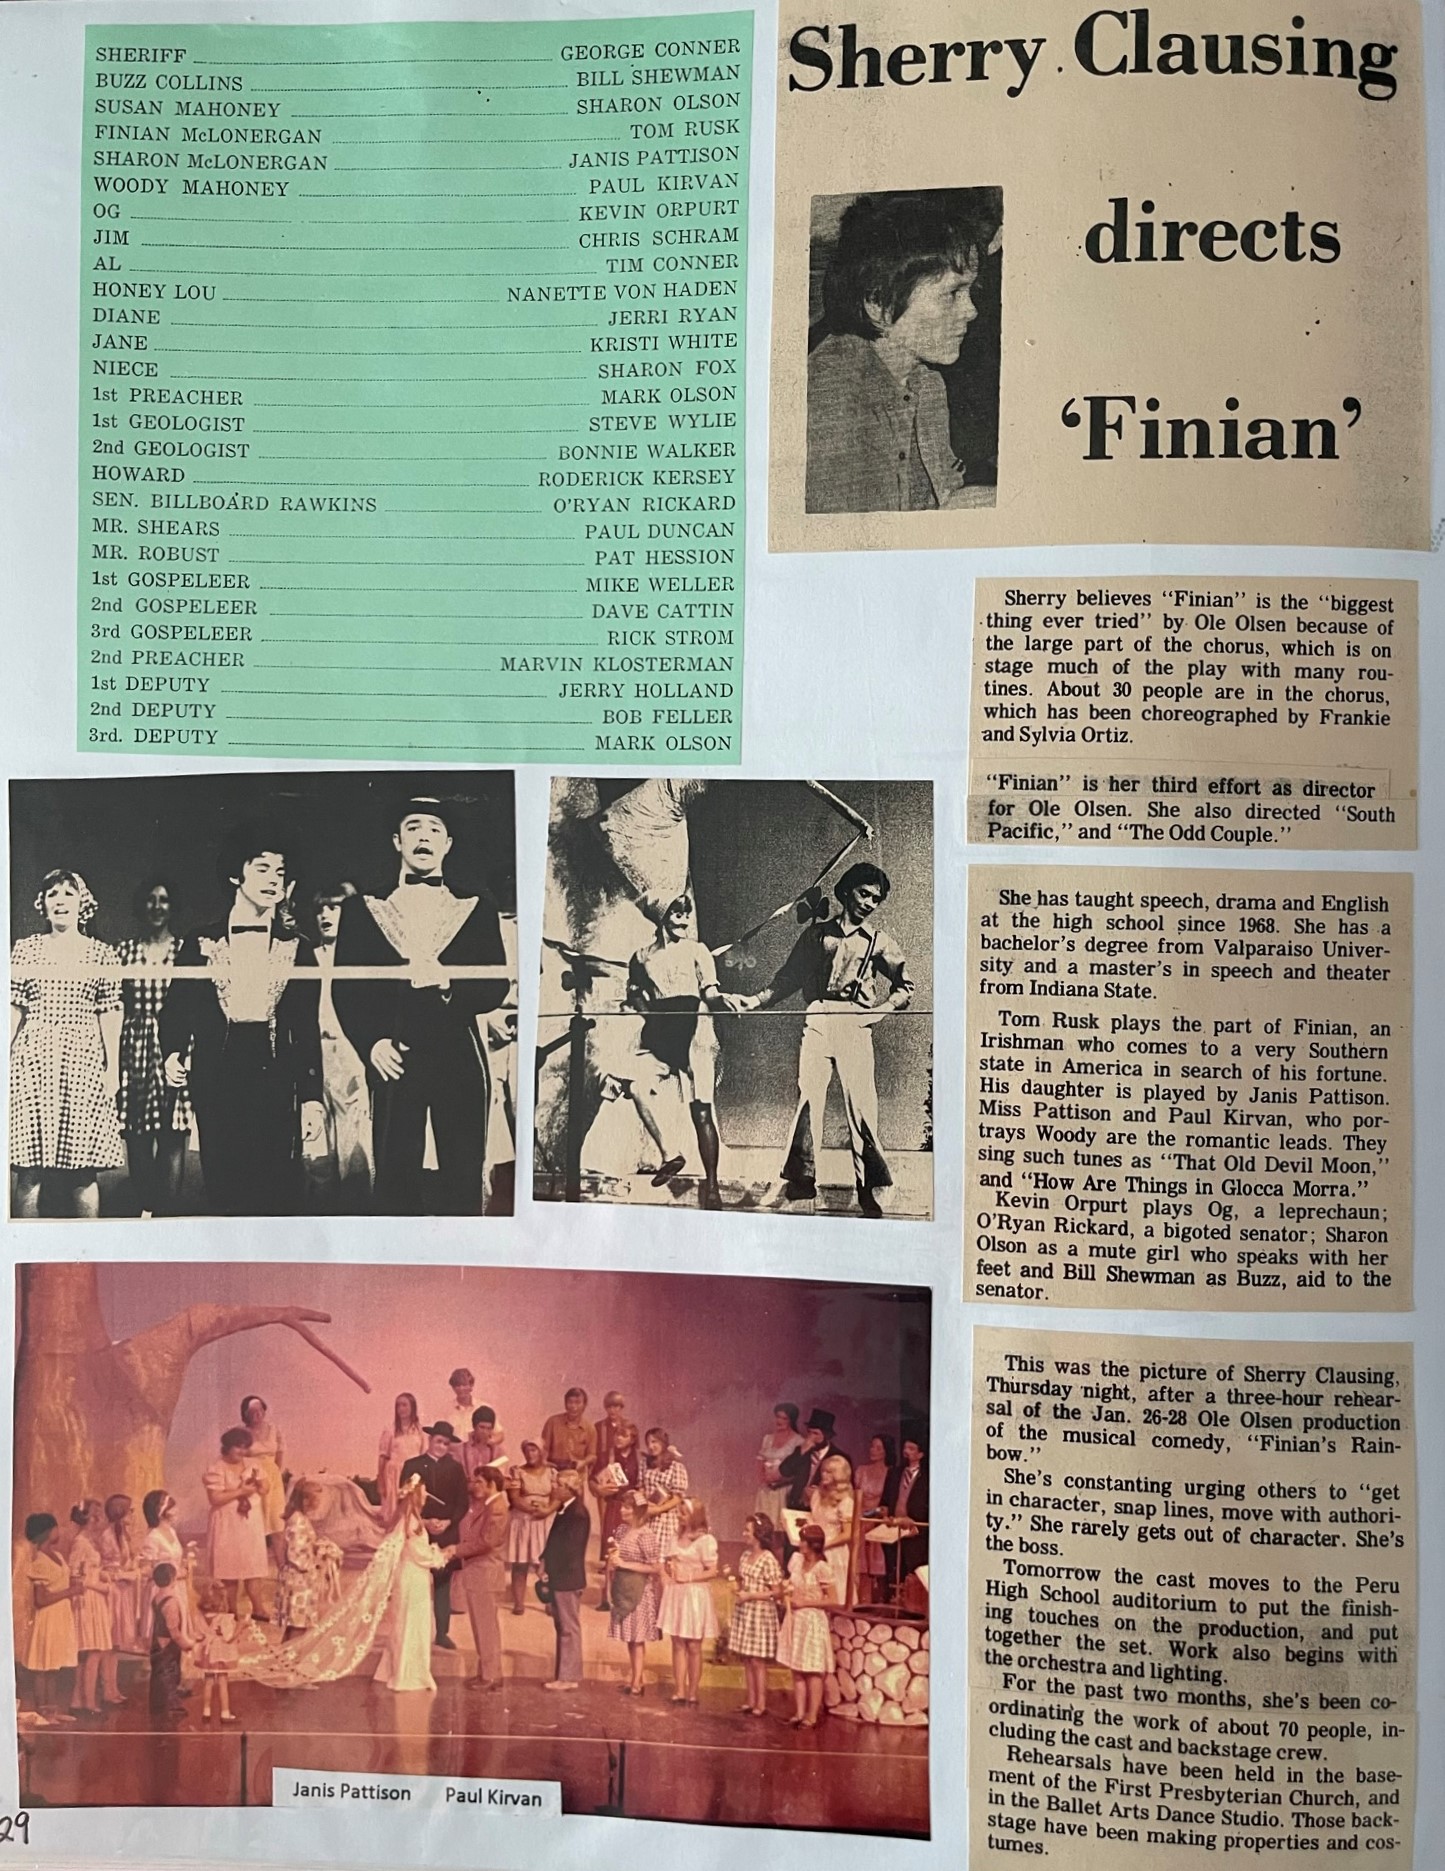 SHERIFF GEORGE CONNER
BUZZ COLLINS BILL SHEWMAN
SUSAN MAHONEY SHARON OLSON
FINIAN McLONERGAN TOM RUSK
SHARON McLONERGAN JANIS PATTISON
WOODY MAHONEY PAUL KIRVAN
OG KEVIN ORPURT
JIM CHRIS SCHRAM
AL TIM CONNER
HONEY LOU NANETTE VON HADEN
DIANE JERRI RYAN
JANE KRISTI WHITE
NIECE SHARON FOX
1st PREACHER MARK OLSON
1st GEOLOGIST STEVE WYLIE
2nd GEOLOGIST BONNIE WALKER
HOWARD RODERICK KERSEY
SEN. BILLBOARD RAWKINS O'RYAN RICKARD
MR. SHEARS PAUL DUNCAN
MR. ROBUST PAT HESSION
1st GOSPELEER MIKE WELLER
2nd GOSPELEER DAVE CATTIN
3rd GOSPELEER RICK STROM
2nd PREACHER MARVIN KLOSTERMAN
1st DEPUTY JERRY HOLLAND
2nd DEPUTY BOB FELLER
3rd. DEPUTY MARK OLSON
Sherry Clausing
directs
‘Finian’
Sherry believes “Finian” is the “biggest
thing ever tried” by Ole Olsen because of
the large part of the chorus, which is on
stage much of the play with many rou-
tines. About 30 people are in the chorus,
which has been choreographed by Frankie
and Sylvia Ortiz.
“Finian” is her third effort as director
for Ole Olsen. She also directed “South
Pacific,” and “The Odd Couple.”
She has taught speech, drama and English
at the high school since 1968. She has a
bachelor's degree from Valparaiso Univer-
sity and a master's in speech and theater
from Indiana State.
Tom Rusk plays the part of Finian, an
Irishman who comes to a very Southern
state in America in search of his fortune.
His daughter is played by Janis Pattison.
Miss Pattison and Paul Kirvan, who por-
trays Woody are the romantic leads. They
sing such tunes as “That Old Devil Moon,”
and “How Are Things in Glocca Morra.”
Kevin Orpurt plays Og, a leprechaun;
O'Ryan Rickard, a bigoted senator; Sharon
Olson as a mute girl who speaks with her
feet and Bill Shewman as Buzz, aid to the
senator.
This was the picture of Sherry Clausing,
Thursday night, after a three-hour rehear-
sal of the Jan. 26-28 Ole Olsen production
of the musical comedy, “Finian's Rain-
bow.”
She's constanting urging others to “get
in character, snap lines, move with authori-
ty.” She rarely gets out of character. She's
the boss.
Tomorrow the cast moves to the Peru
High School auditorium to put the finish-
ing touches on the production, and put
together the set. Work also begins with
the orchestra and lighting.
For the past two months, she's been co-
ordinating the work of about 70 people, in-
cluding the cast and backstage crew.
Rehearsals have been held in the base-
ment of the First Presbyterian Church, and
in the Ballet Arts Dance Studio. Those back-
stage have been making properties and cos-
tumes.
Janis Pattison Paul Kirvan
29